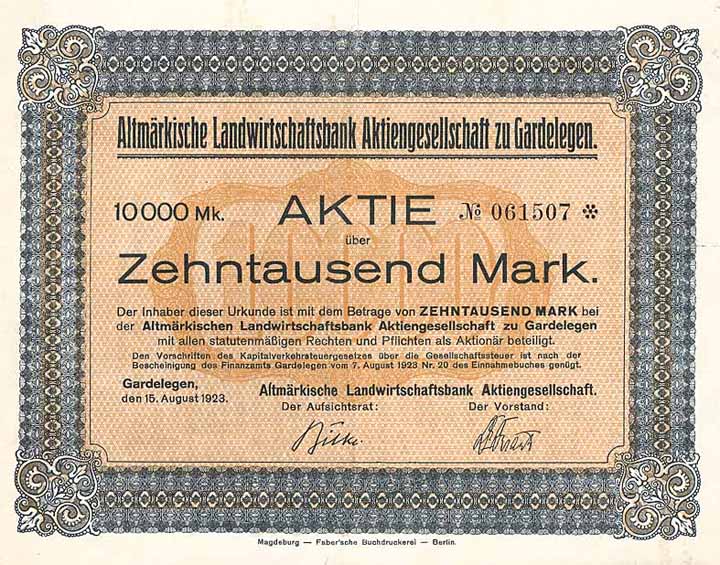 Altmärkische Landwirtschaftsbank Aktiengesellschaft zu Gardelegen.
10000 Mk. AKTIE № 061507 *
über
Zehntausend Mark.
Der Inhaber dieser Urkunde ist mit dem Betrage von ZEHNTAUSEND MARK bei
der Altmärkischen Landwirtschaftsbank Aktiengesellschaft zu Gardelegen
mit allen statutenmäßigen Rechten und Pflichten als Aktionär beteiligt.
Den Vorschriften des Kapitalverkehrsteuergesetzes über die Gesellschaftssteuer ist nach der
Bescheinigung des Finanzamts Gardelegen vom 7. August 1923 Nr. 20 des Einnahmebuches genügt.
Gardelegen,
den 15. August 1923.
Altmärkische Landwirtschaftsbank Aktiengesellschaft.
Der Aufsichtsrat: Der Vorstand:
Magdeburg — Faber'sche Buchdruckerei — Berlin.